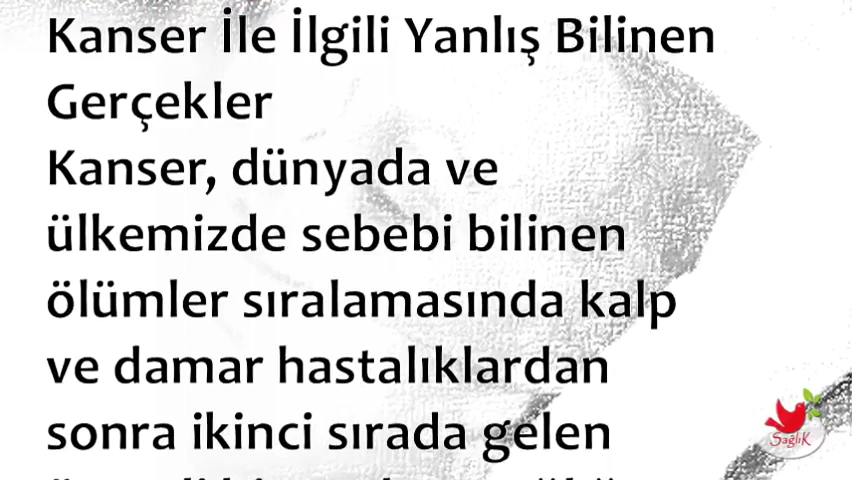 Kanser İle İlgili Yanlış Bilinen
Gerçekler
Kanser, dünyada ve
ülkemizde sebebi bilinen
ölümler sıralamasında kalp
ve damar hastalıklardan
sonra ikinci sırada gelen
SağlıK